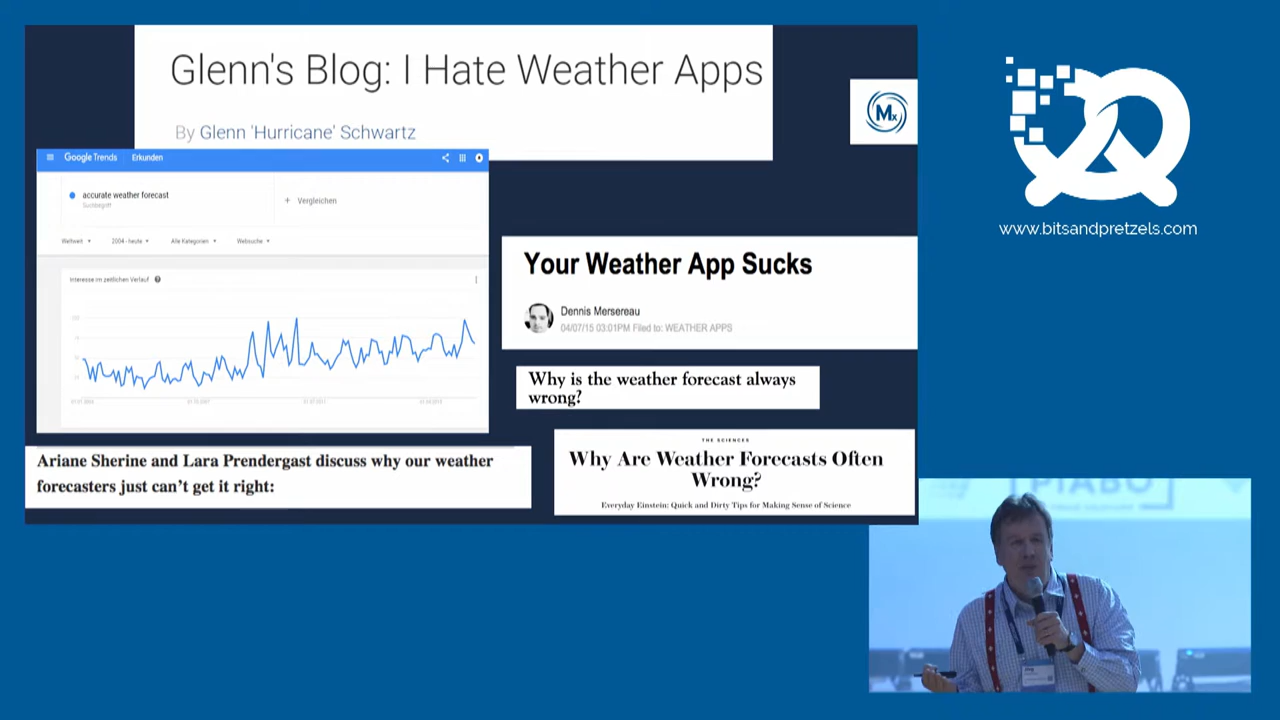 Glenn's Blog: I Hate Weather Apps
By Glenn 'Hurricane' Schwartz
Mx
Google Trends Erkunden
accurate weather forecast
Suchbegriff
+ Vergleichen
Weltweit 2004 - heute Alle Kategorien Websuche
Interesse im zeitlichen Verlauf
Your Weather App Sucks
Dennis Mersereau
04/07/15 03:01PM Filed to: WEATHER APPS
Why is the weather forecast always
wrong?
Ariane Sherine and Lara Prendergast discuss why our weather
forecasters just can't get it right:
THE SCIENCES
Why Are Weather Forecasts Often
Wrong?
Everyday Einstein: Quick and Dirty Tips for Making Sense of Science
www.bitsandpretzels.com
PIABO